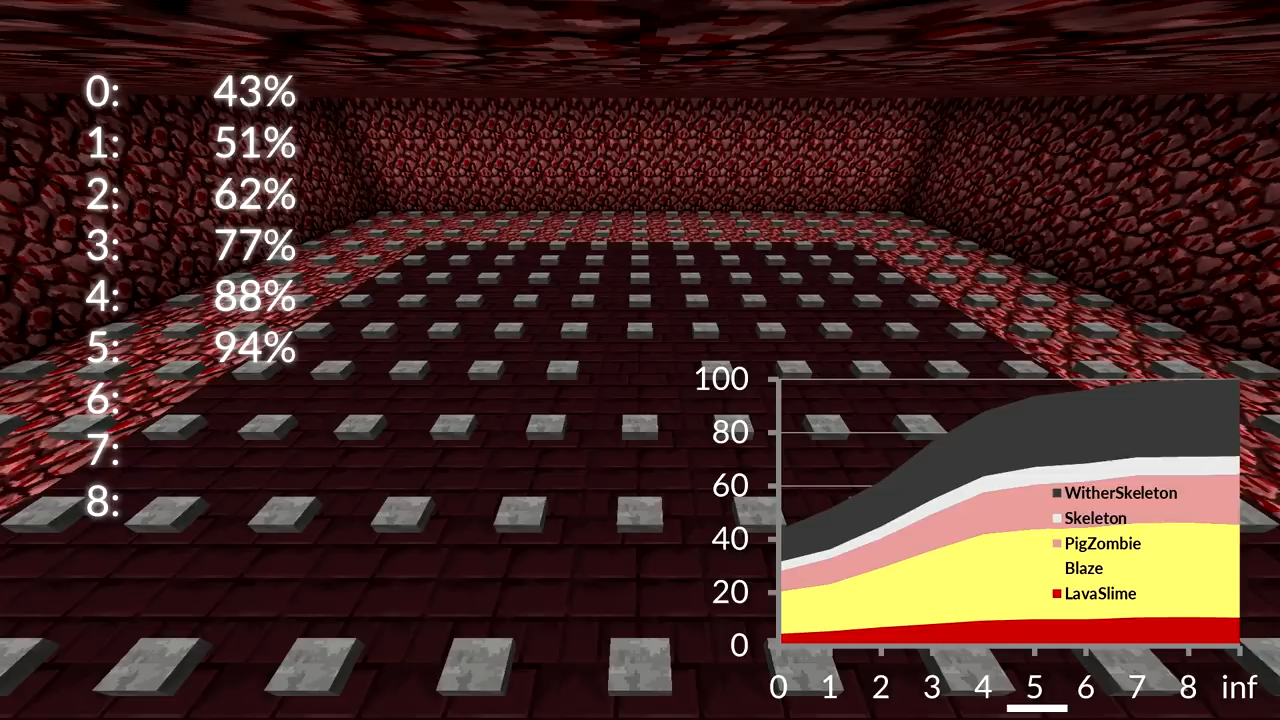 0: 43%
1: 51%
2: 62%
3: 77%
4: 88%
5: 94%
6:
7:
8:
100
80
60
40
20
0
WitherSkeleton
Skeleton
PigZombie
Blaze
LavaSlime
0 1 2 3 4 5 6 7 8 inf